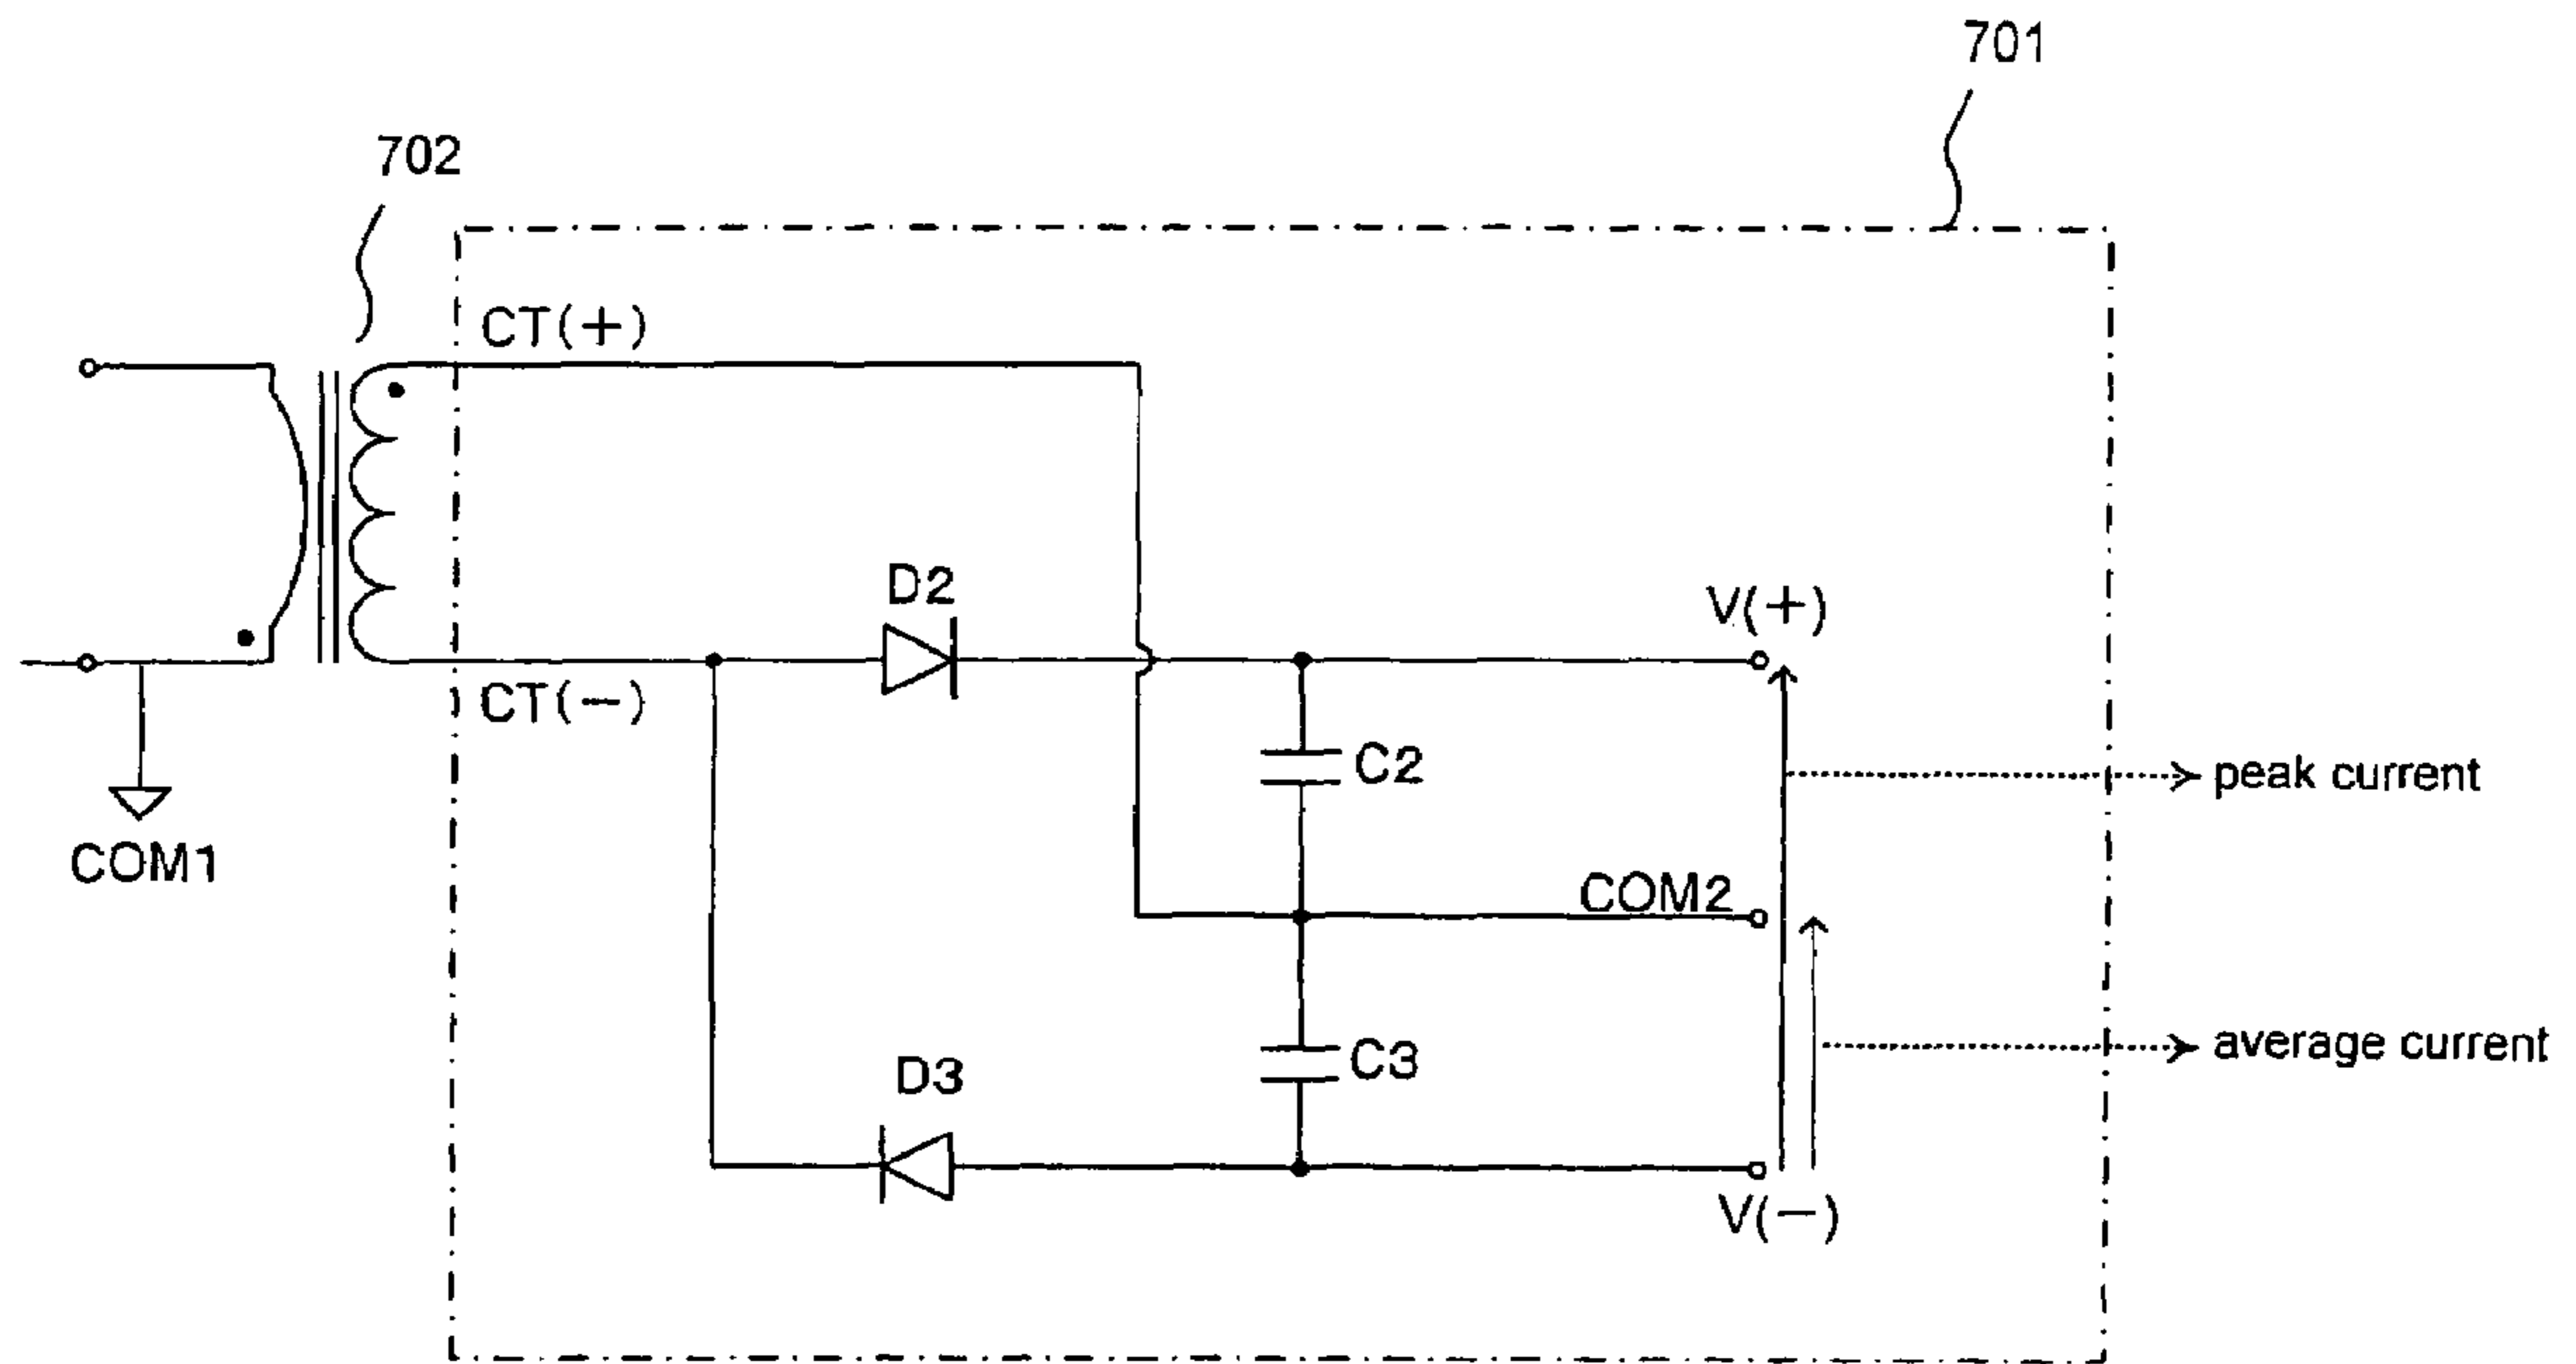 701
702
CT(+)
D2
V(+)
CT(−)
C2
peak current
COM1
COM2
average current
C3
D3
V(−)